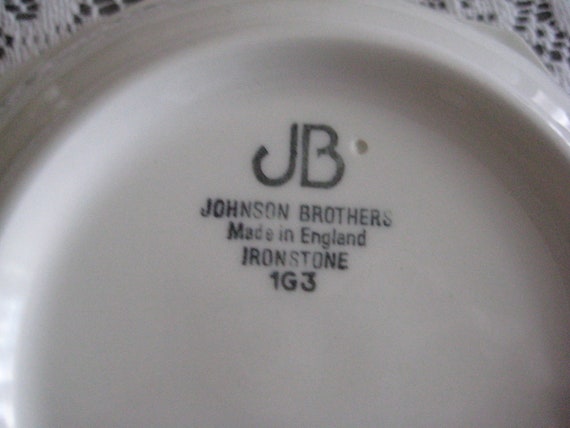 JB
JOHNSON BROTHERS
Made in England
IRONSTONE
1G3